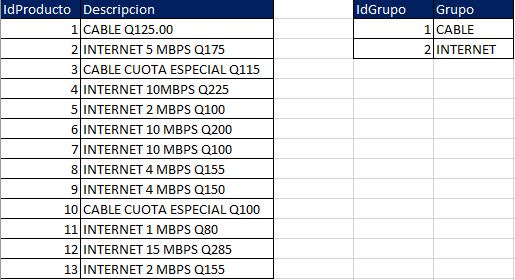 IdProducto Descripcion IdGrupo Grupo
1 CABLE Q125.00 1 CABLE
2 INTERNET 5 MBPS Q175 2 INTERNET
3 CABLE CUOTA ESPECIAL Q115
4 INTERNET 10MBPS Q225
5 INTERNET 2 MBPS Q100
6 INTERNET 10 MBPS Q200
7 INTERNET 10 MBPS Q100
8 INTERNET 4 MBPS Q155
9 INTERNET 4 MBPS Q150
10 CABLE CUOTA ESPECIAL Q100
11 INTERNET 1 MBPS Q80
12 INTERNET 15 MBPS Q285
13 INTERNET 2 MBPS Q155